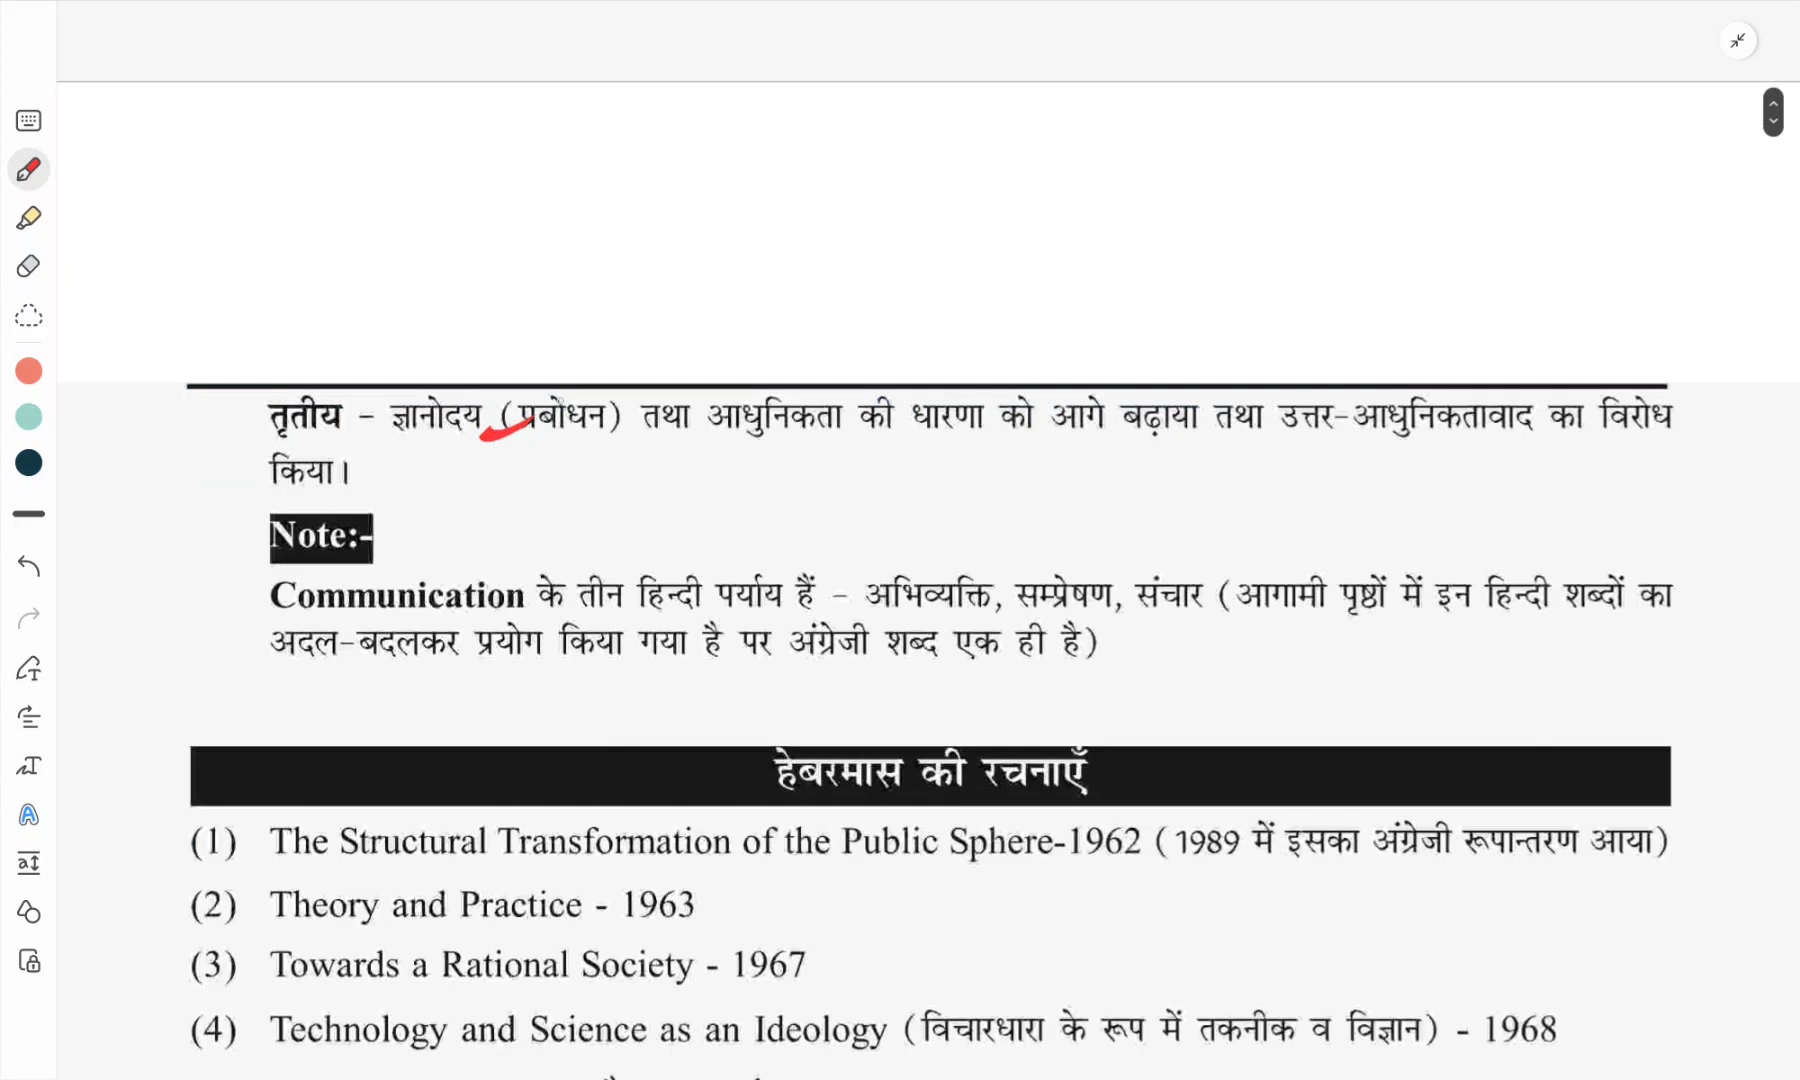 तृतीय - ज्ञानोदय (प्रबोधन) तथा आधुनिकता की धारणा को आगे बढ़ाया तथा उत्तर-आधुनिकतावाद का विरोध
किया।
Note:-
Communication के तीन हिन्दी पर्याय हैं - अभिव्यक्ति, सम्प्रेषण, संचार (आगामी पृष्ठों में इन हिन्दी शब्दों का
अदल-बदलकर प्रयोग किया गया है पर अंग्रेजी शब्द एक ही है)
हेबरमास की रचनाएँ
(1) The Structural Transformation of the Public Sphere-1962 (1989 में इसका अंग्रेजी रूपान्तरण आया)
(2) Theory and Practice - 1963
(3) Towards a Rational Society - 1967
(4) Technology and Science as an Ideology (विचारधारा के रूप में तकनीक व विज्ञान) - 1968